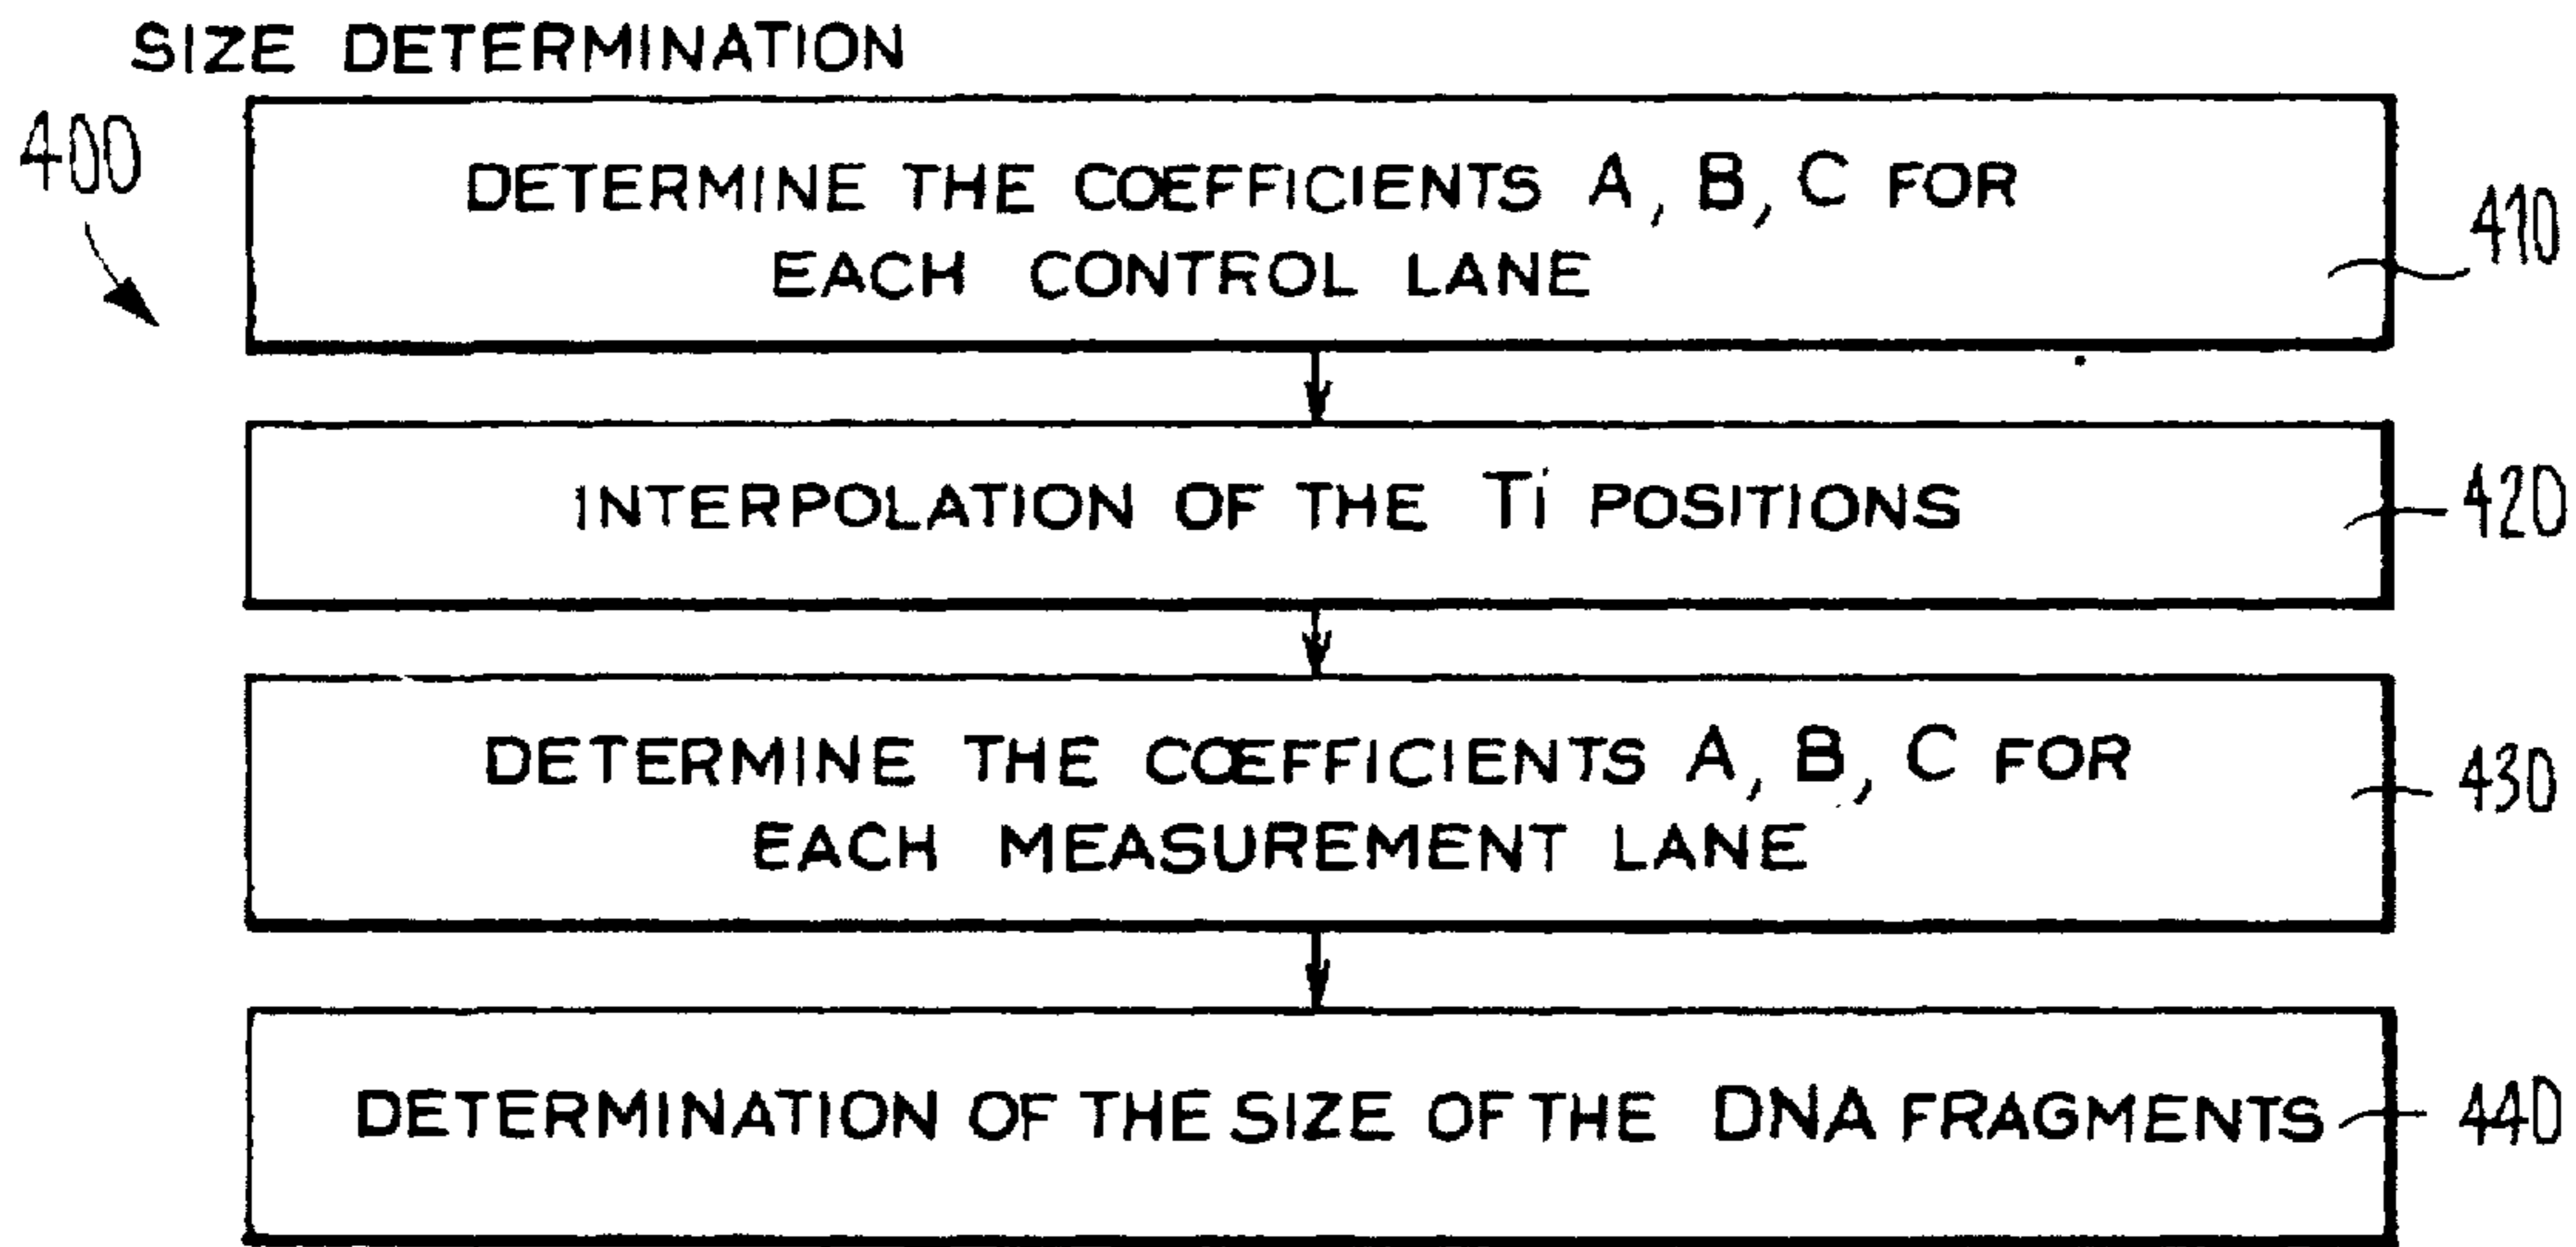 SIZE DETERMINATION
400
DETERMINE THE COEFFICIENTS A, B, C FOR
EACH CONTROL LANE
410
INTERPOLATION OF THE Ti POSITIONS
420
DETERMINE THE COEFFICIENTS A, B, C FOR
EACH MEASUREMENT LANE
430
DETERMINATION OF THE SIZE OF THE DNA FRAGMENTS
440